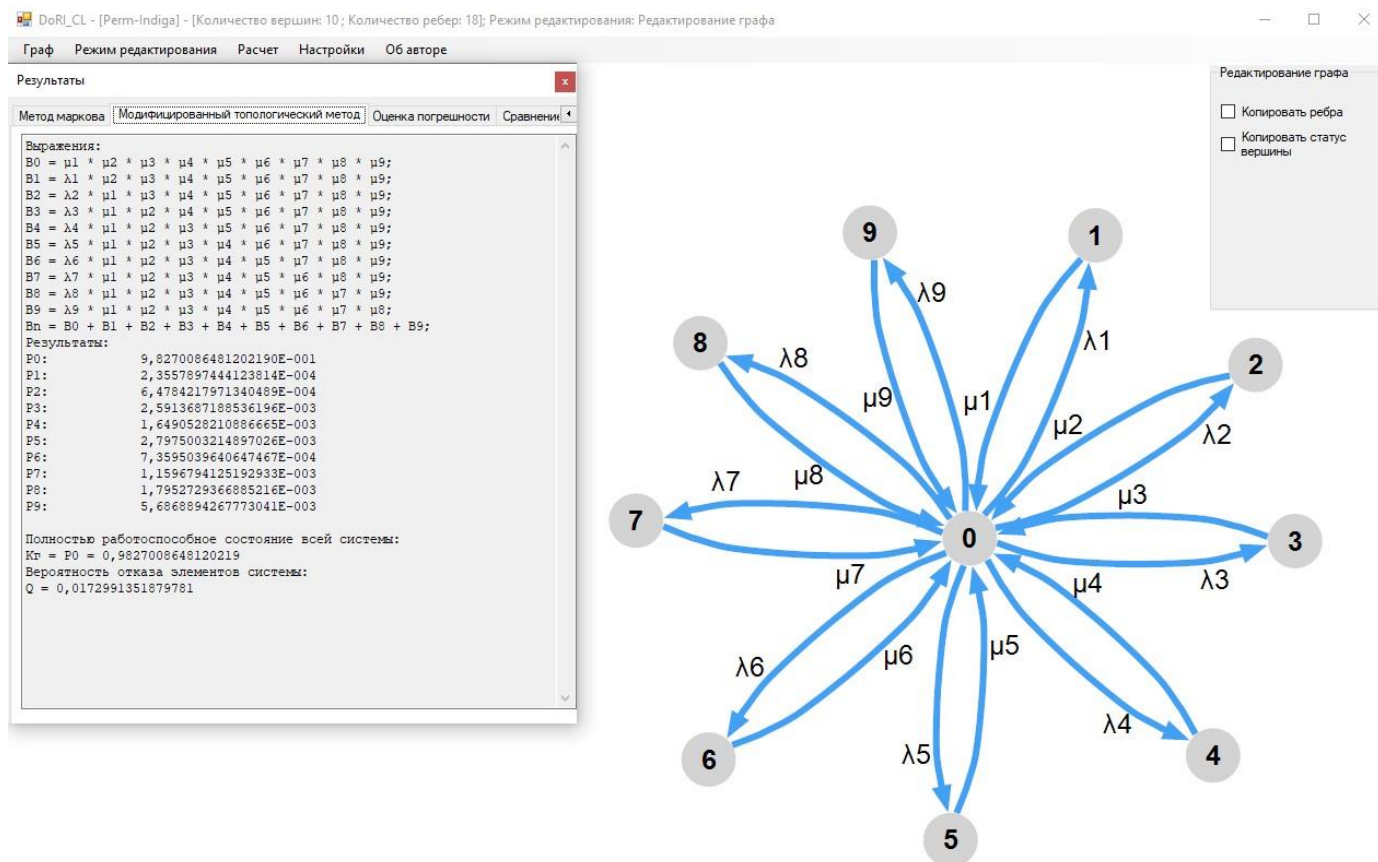 DoRI_CL - [Perm-Indiga] - [Количество вершин: 10 ; Количество ребер: 18]; Режим редактирования: Редактирование графа
Граф Режим редактирования Расчет Настройки Об авторе
Результаты
x
Метод маркова Модифицированный топологический метод Оценка погрешности Сравнение
Выражения:
B0 = μ1 * μ2 * μ3 * μ4 * μ5 * μ6 * μ7 * μ8 * μ9;
B1 = λ1 * μ2 * μ3 * μ4 * μ5 * μ6 * μ7 * μ8 * μ9;
B2 = λ2 * μ1 * μ3 * μ4 * μ5 * μ6 * μ7 * μ8 * μ9;
B3 = λ3 * μ1 * μ2 * μ4 * μ5 * μ6 * μ7 * μ8 * μ9;
B4 = λ4 * μ1 * μ2 * μ3 * μ5 * μ6 * μ7 * μ8 * μ9;
B5 = λ5 * μ1 * μ2 * μ3 * μ4 * μ6 * μ7 * μ8 * μ9;
B6 = λ6 * μ1 * μ2 * μ3 * μ4 * μ5 * μ7 * μ8 * μ9;
B7 = λ7 * μ1 * μ2 * μ3 * μ4 * μ5 * μ6 * μ8 * μ9;
B8 = λ8 * μ1 * μ2 * μ3 * μ4 * μ5 * μ6 * μ7 * μ9;
B9 = λ9 * μ1 * μ2 * μ3 * μ4 * μ5 * μ6 * μ7 * μ8;
Bn = B0 + B1 + B2 + B3 + B4 + B5 + B6 + B7 + B8 + B9;
Результаты:
P0: 9,8270086481202190E-001
P1: 2,3557897444123814E-004
P2: 6,4784217971340489E-004
P3: 2,5913687188536196E-003
P4: 1,6490528210886665E-003
P5: 2,7975003214897026E-003
P6: 7,3595039640647467E-004
P7: 1,1596794125192933E-003
P8: 1,7952729366885216E-003
P9: 5,6868894267773041E-003
Полностью работоспособное состояние всей системы:
Кг = P0 = 0,9827008648120219
Вероятность отказа элементов системы:
Q = 0,0172991351879781
Редактирование графа
Копировать ребра
Копировать статус
вершины
9
1
λ9
λ1
8
λ8
2
μ9
μ1
μ2
λ2
λ7
μ8
μ3
7
0
3
μ7
μ4
λ3
λ6
μ6
μ5
λ4
6
λ5
4
5